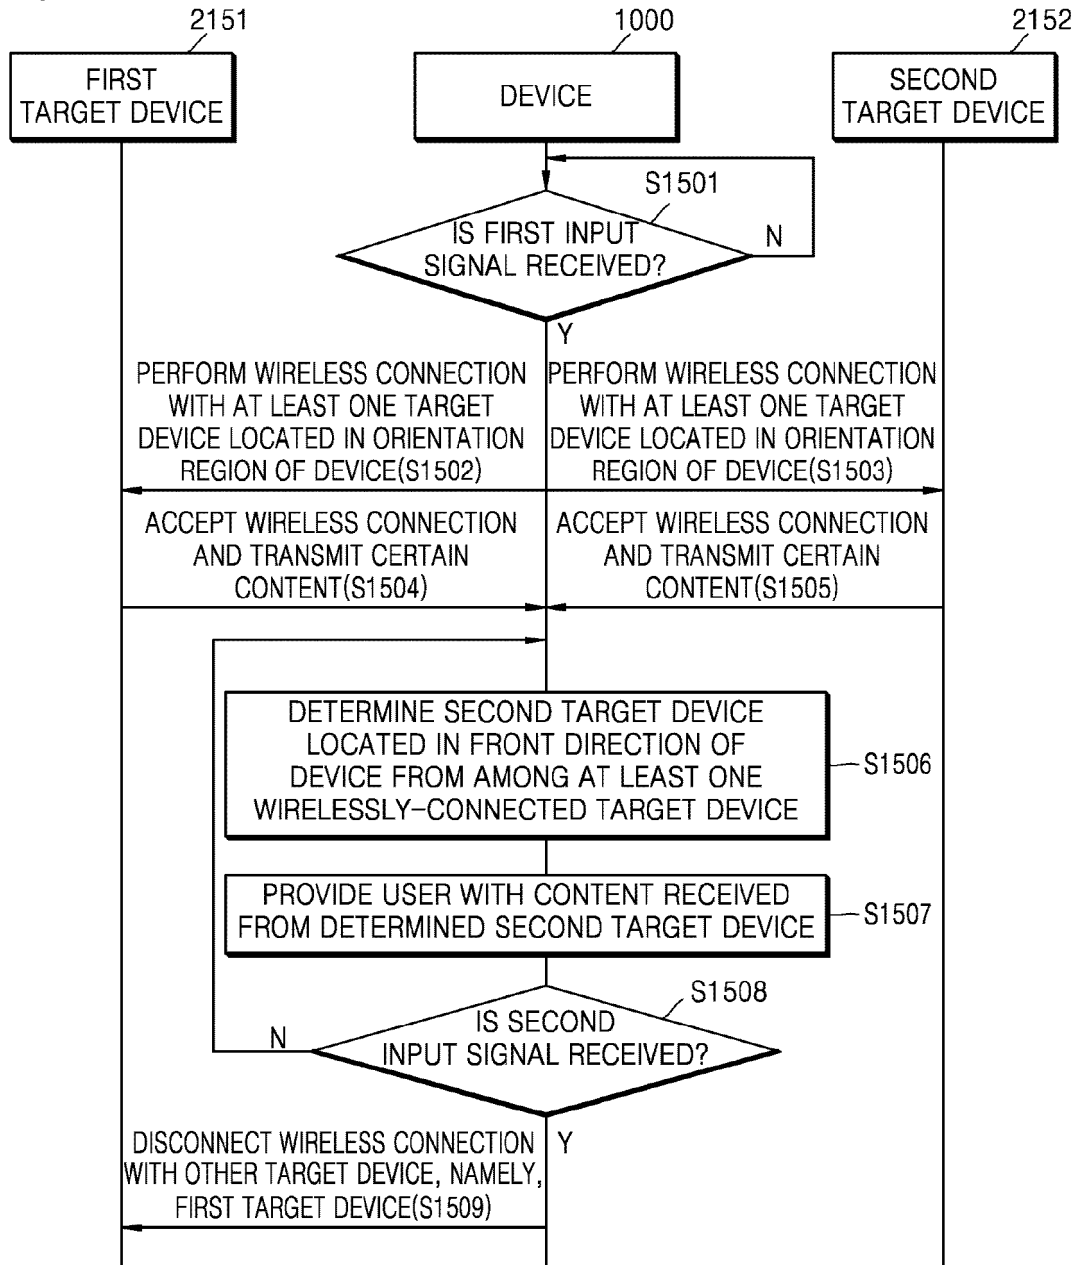 2151
1000
2152
FIRST
TARGET DEVICE
DEVICE
SECOND
TARGET DEVICE
S1501
IS FIRST INPUT
SIGNAL RECEIVED?
N
Y
PERFORM WIRELESS CONNECTION
WITH AT LEAST ONE TARGET
DEVICE LOCATED IN ORIENTATION
REGION OF DEVICE(S1502)
PERFORM WIRELESS CONNECTION
WITH AT LEAST ONE TARGET
DEVICE LOCATED IN ORIENTATION
REGION OF DEVICE(S1503)
ACCEPT WIRELESS CONNECTION
AND TRANSMIT CERTAIN
CONTENT(S1504)
ACCEPT WIRELESS CONNECTION
AND TRANSMIT CERTAIN
CONTENT(S1505)
DETERMINE SECOND TARGET DEVICE
LOCATED IN FRONT DIRECTION OF
DEVICE FROM AMONG AT LEAST ONE
WIRELESSLY-CONNECTED TARGET DEVICE
S1506
PROVIDE USER WITH CONTENT RECEIVED
FROM DETERMINED SECOND TARGET DEVICE
S1507
S1508
IS SECOND
INPUT SIGNAL RECEIVED?
N
Y
DISCONNECT WIRELESS CONNECTION
WITH OTHER TARGET DEVICE, NAMELY,
FIRST TARGET DEVICE(S1509)